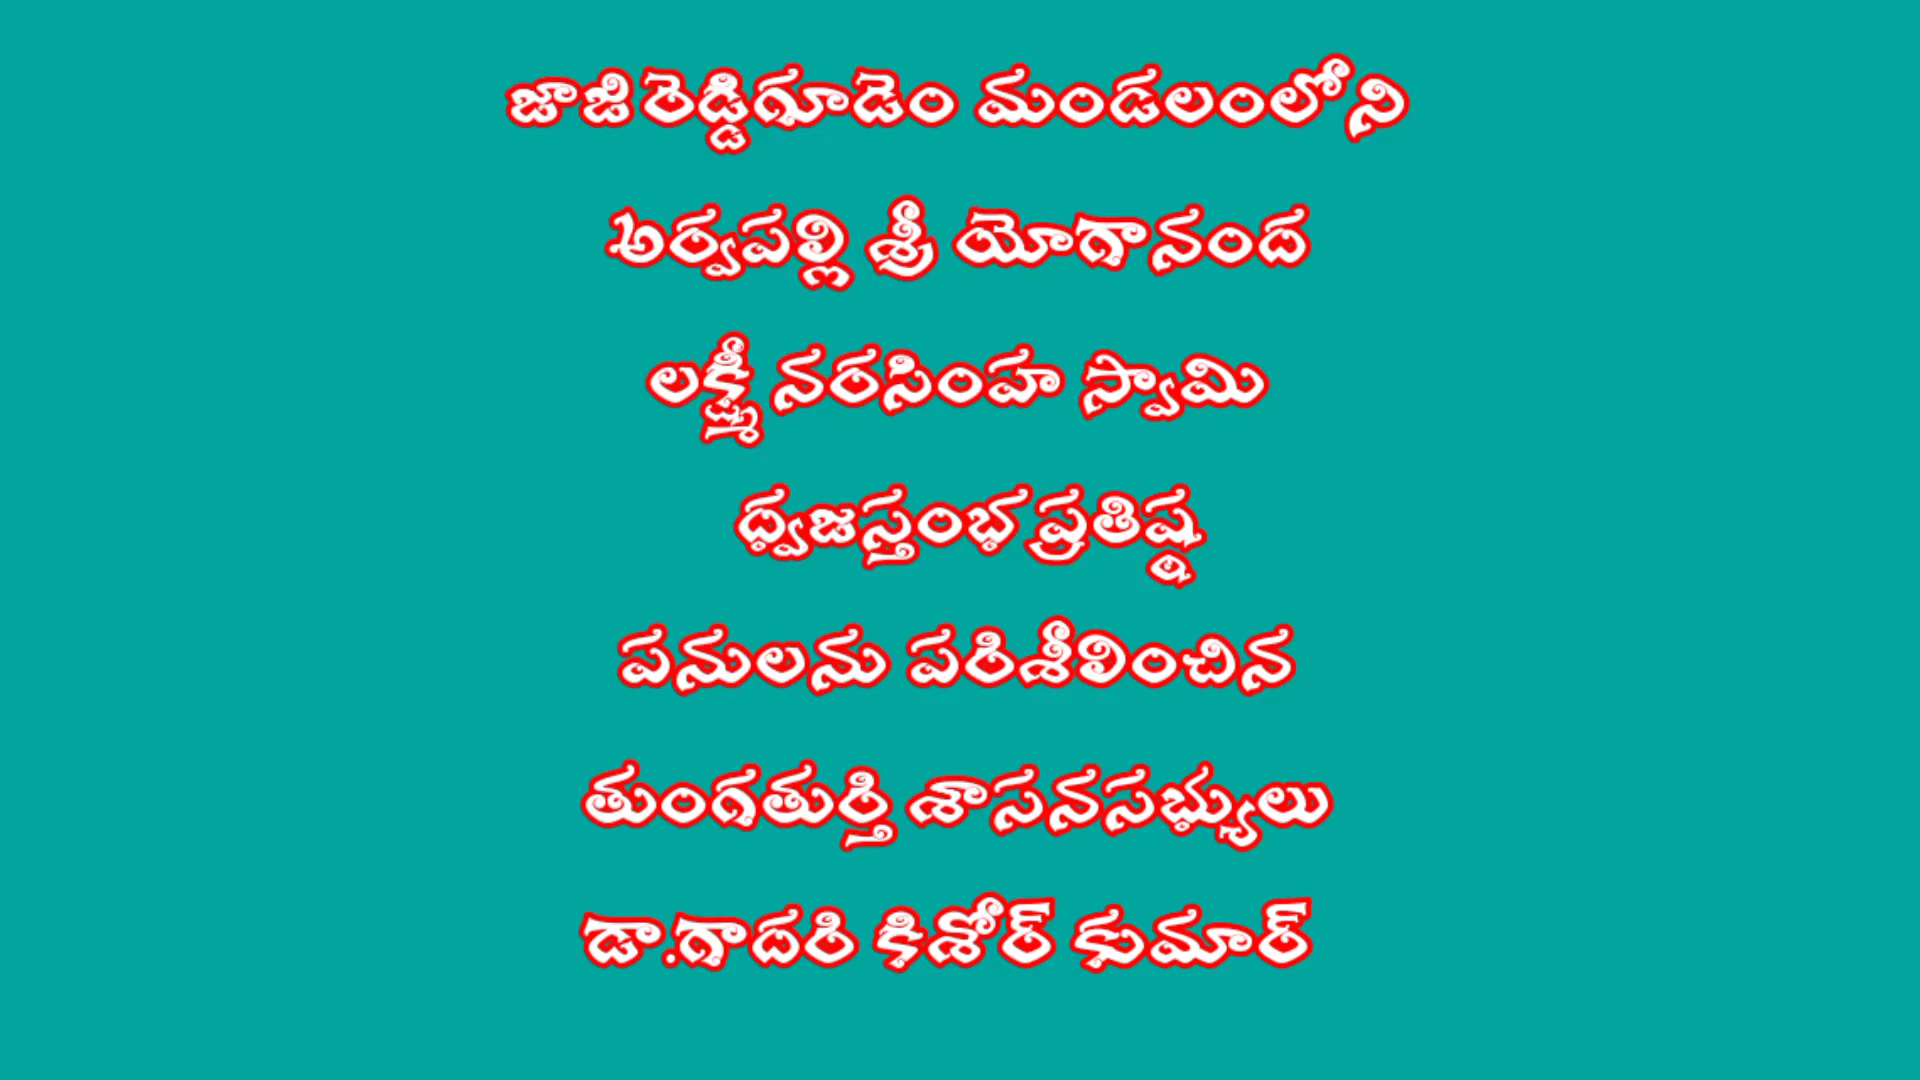 జాజిరెడ్డిగూడెం మండలంలోని
అర్వపల్లి శ్రీ యోగానంద
లక్ష్మీ నరసింహ స్వామి
ధ్వజస్తంభ ప్రతిష్ఠ
పనులను పరిశీలించిన
తుంగతుర్తి శాసనసభ్యులు
డా.గాదరి కిశోర్ కుమార్